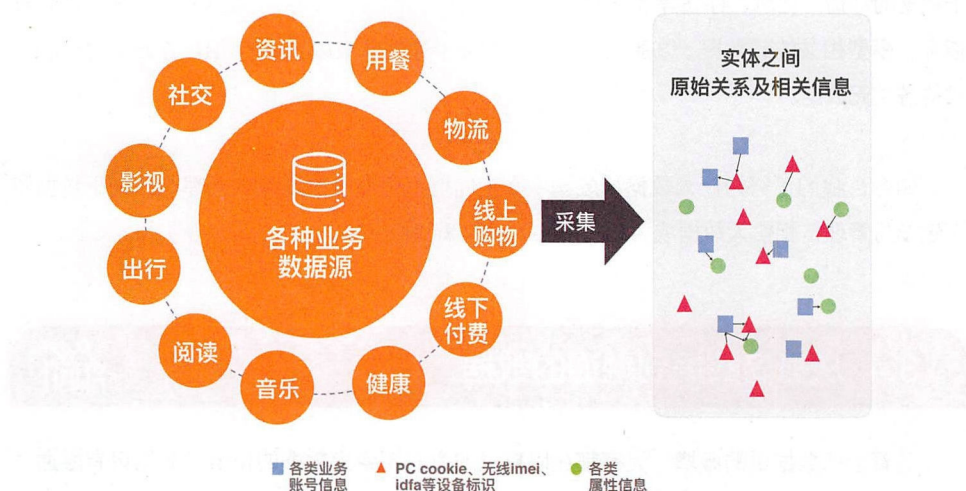 资讯
用餐
社交
物流
影视
线上
购物
各种业务
数据源
采集
出行
线下
付费
阅读
健康
音乐
实体之间
原始关系及相关信息
各类业务
账号信息
PC cookie、无线imei、
idfa等设备标识
各类
属性信息